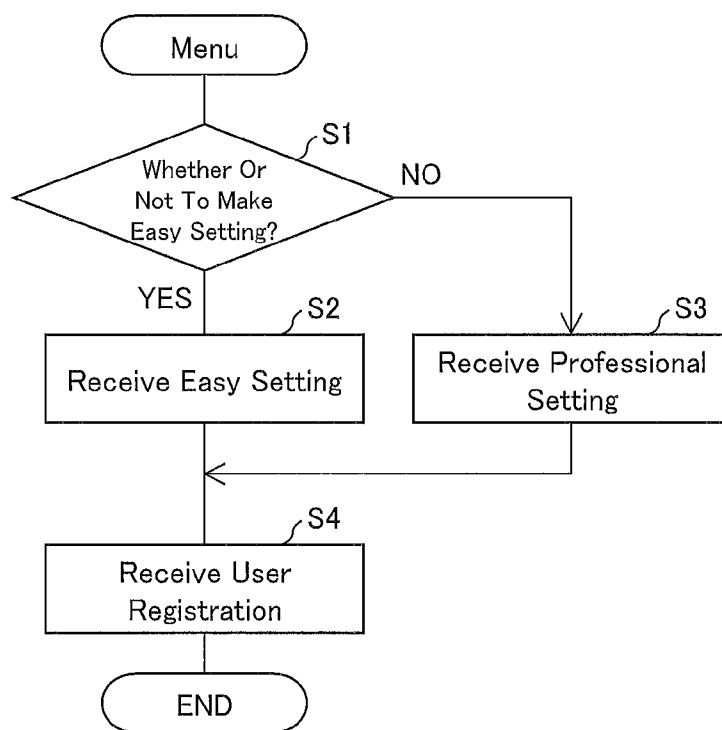 Menu
S1
Whether Or
Not To Make
Easy Setting?
NO
YES
S2
S3
Receive Easy Setting
Receive Professional
Setting
S4
Receive User
Registration
END